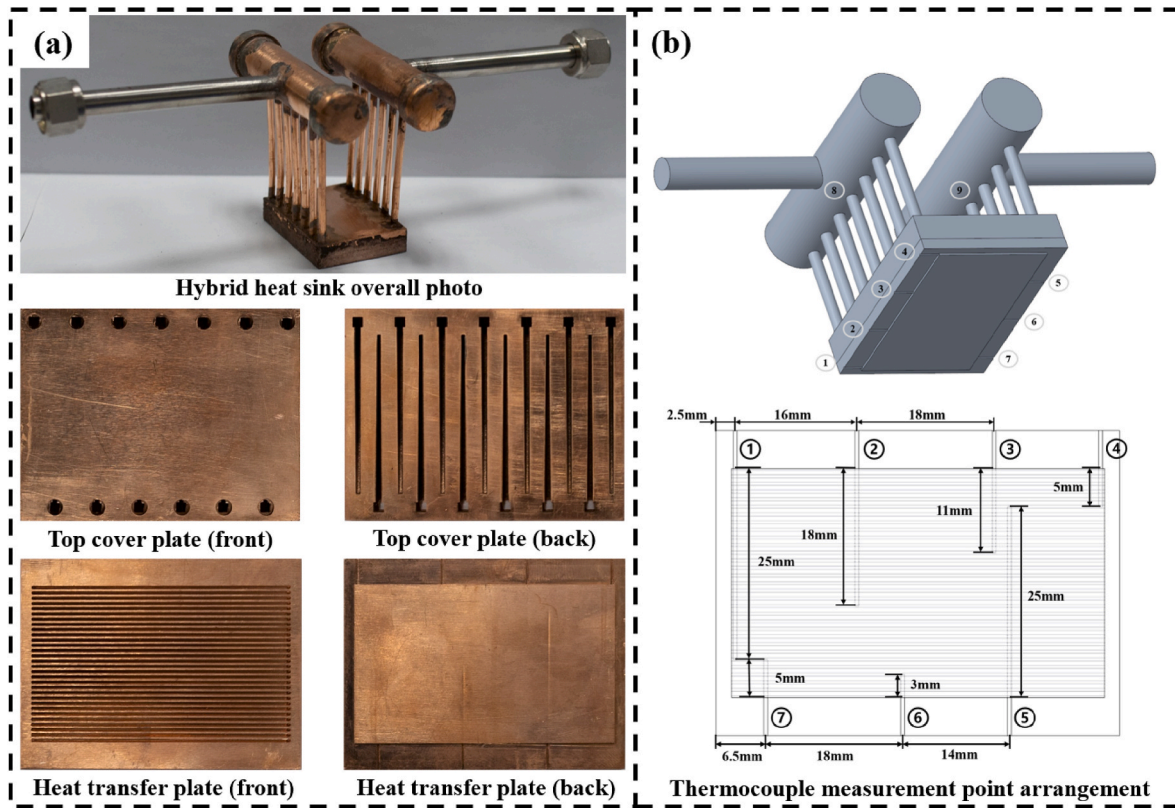 (a)
Hybrid heat sink overall photo
Top cover plate (front)
Top cover plate (back)
Heat transfer plate (front)
Heat transfer plate (back)
(b)
8
9
4
3
5
2
6
1
7
2.5mm
16mm
18mm
①
②
③
④
5mm
11mm
18mm
25mm
25mm
5mm
3mm
⑦
⑥
⑤
6.5mm
18mm
14mm
Thermocouple measurement point arrangement